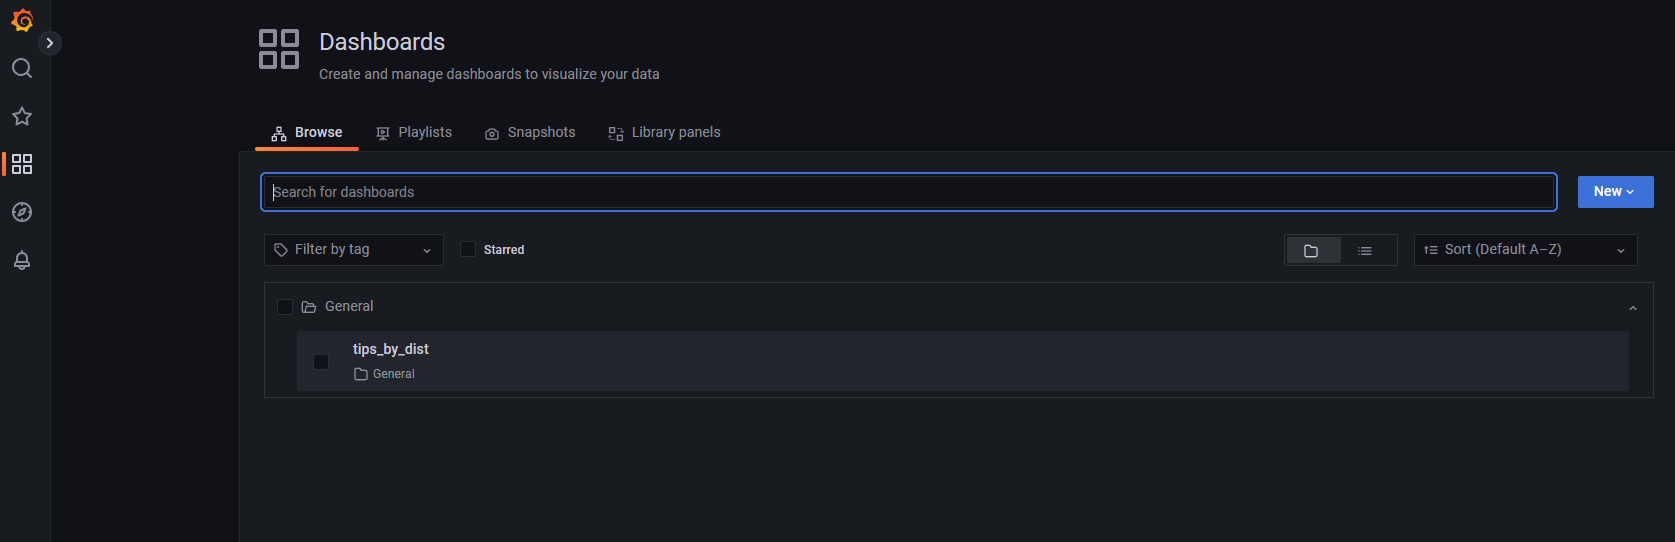 Dashboards
Create and manage dashboards to visualize your data
Browse Playlists Snapshots Library panels
Search for dashboards New
Filter by tag Starred Sort (Default A–Z)
General
tips_by_dist
General